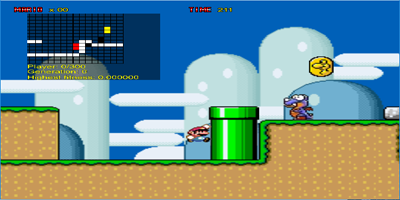 MARIO x 00 TIME 211
Player: 0/300
Generation: 0
Highest fitness: 0.000000